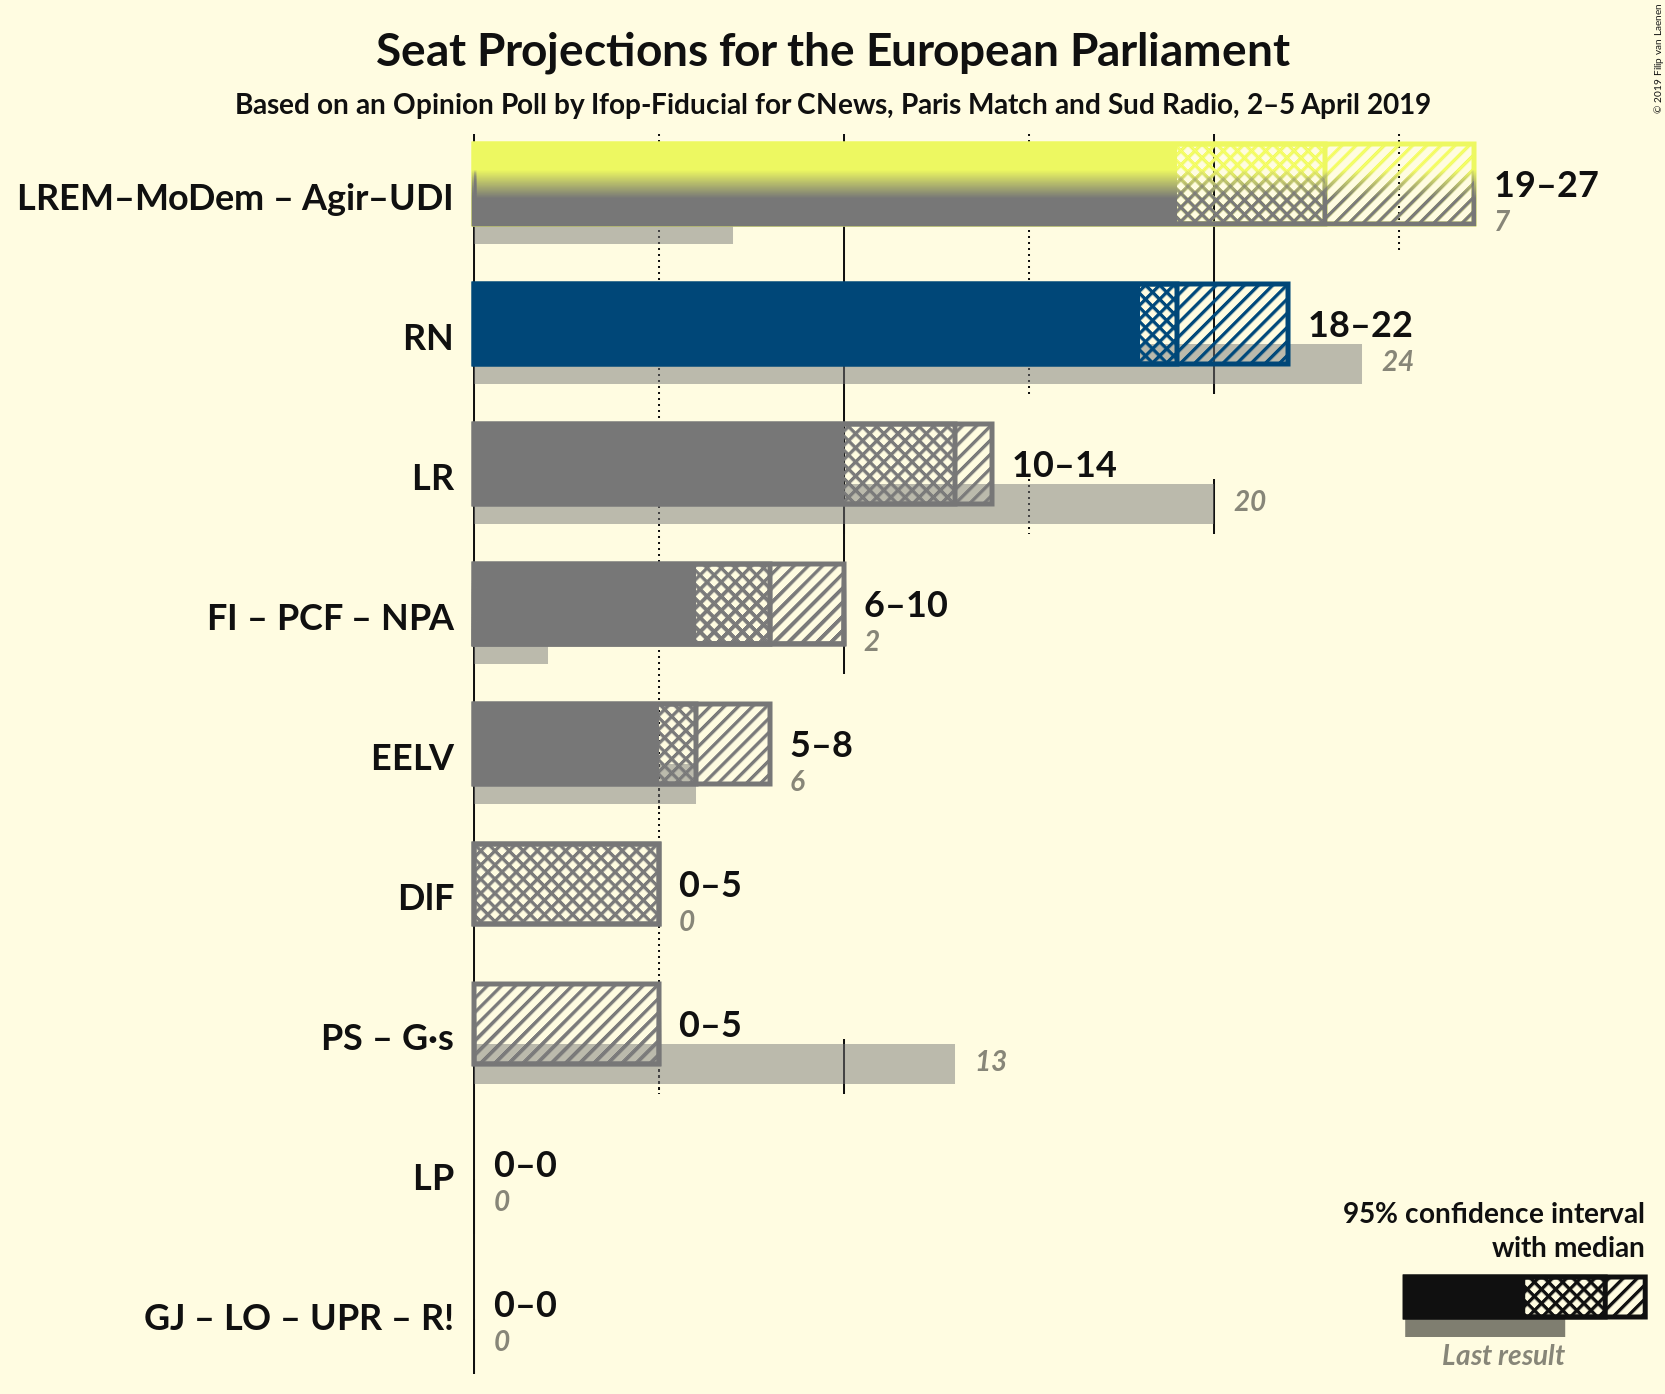 Seat Projections for the European Parliament
Based on an Opinion Poll by Ifop-Fiducial for CNews, Paris Match and Sud Radio, 2–5 April 2019
© 2019 Filip van Laenen
LREM–MoDem – Agir–UDI
19–27
7
RN
18–22
24
LR
10–14
20
FI – PCF – NPA
6–10
2
EELV
5–8
6
DlF
0–5
0
PS – G·s
0–5
13
LP
0–0
0
GJ – LO – UPR – R!
0–0
0
95% confidence interval
with median
Last result